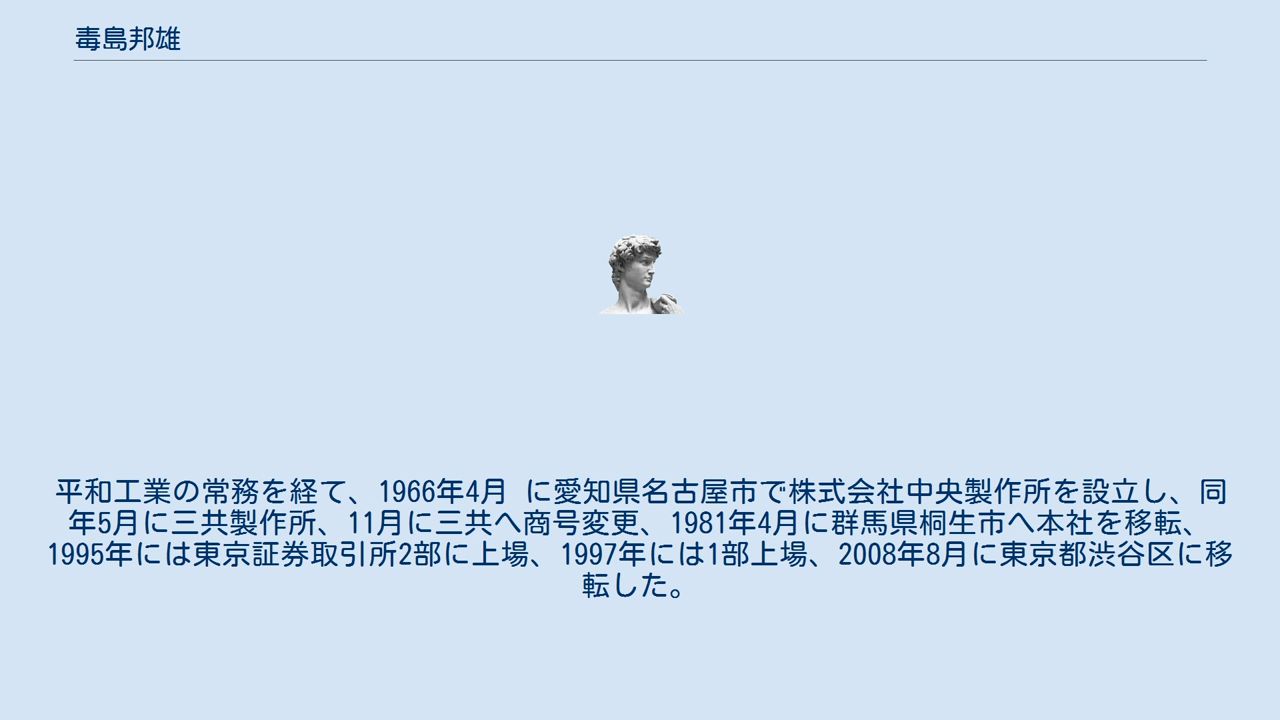 毒島邦雄
平和工業の常務を経て、1966年4月 に愛知県名古屋市で株式会社中央製作所を設立し、同
年5月に三共製作所、11月に三共へ商号変更、1981年4月に群馬県桐生市へ本社を移転、
1995年には東京証券取引所2部に上場、1997年には1部上場、2008年8月に東京都渋谷区に移
転した。